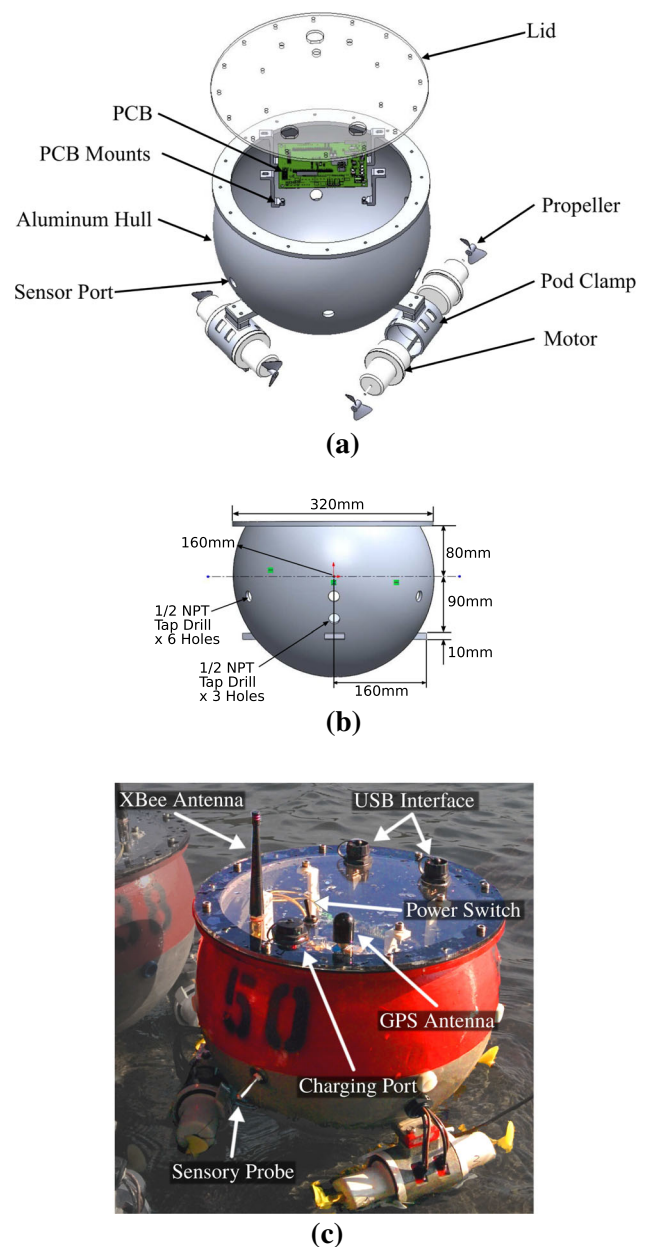 Lid
PCB
PCB Mounts
Aluminum Hull
Propeller
Sensor Port
Pod Clamp
Motor
(a)
320mm
160mm
80mm
1/2 NPT
Tap Drill
x 6 Holes
90mm
1/2 NPT
Tap Drill
x 3 Holes
10mm
160mm
(b)
XBee Antenna
USB Interface
Power Switch
50
GPS Antenna
Charging Port
Sensory Probe
(c)